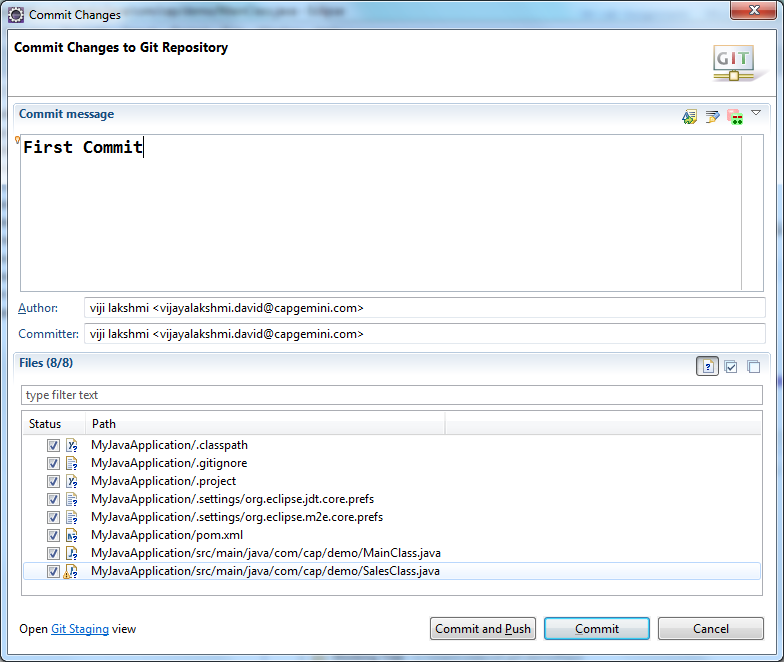 Commit Changes
Commit Changes to Git Repository
GIT
Commit message
First Commit
Author: viji lakshmi <vijayalakshmi.david@capgemini.com>
Committer: viji lakshmi <vijayalakshmi.david@capgemini.com>
Files (8/8)
type filter text
Status Path
MyJavaApplication/.classpath
MyJavaApplication/.gitignore
MyJavaApplication/.project
MyJavaApplication/.settings/org.eclipse.jdt.core.prefs
MyJavaApplication/.settings/org.eclipse.m2e.core.prefs
MyJavaApplication/pom.xml
MyJavaApplication/src/main/java/com/cap/demo/MainClass.java
MyJavaApplication/src/main/java/com/cap/demo/SalesClass.java
Open Git Staging view Commit and Push Commit Cancel